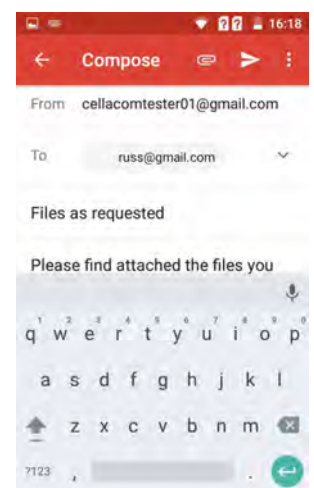 16:18
Compose
From cellacomtester01@gmail.com
To russ@gmail.com
Files as requested
Please find attached the files you
1 2 3 4 5 6 7 8 9 0
q w e r t y u i o p
a s d f g h j k l
z x c v b n m
?123 , .